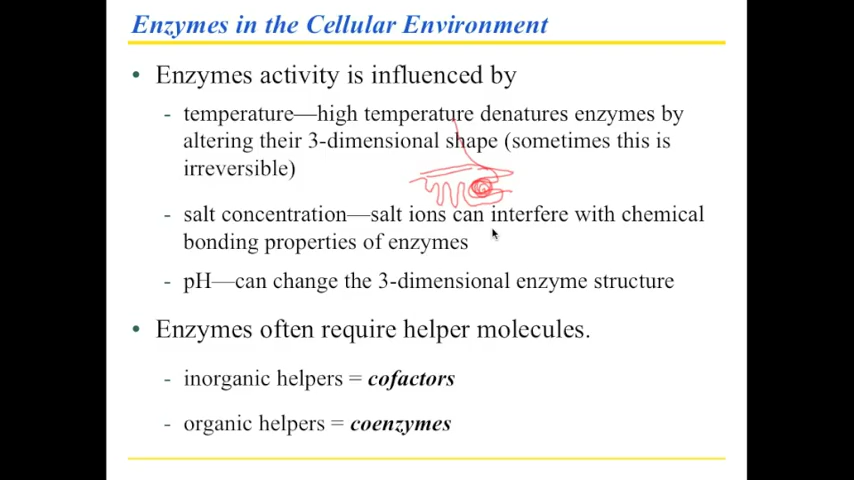 Enzymes in the Cellular Environment
• Enzymes activity is influenced by
- temperature—high temperature denatures enzymes by
altering their 3-dimensional shape (sometimes this is
irreversible)
- salt concentration—salt ions can interfere with chemical
bonding properties of enzymes
- pH—can change the 3-dimensional enzyme structure
• Enzymes often require helper molecules.
- inorganic helpers = cofactors
- organic helpers = coenzymes